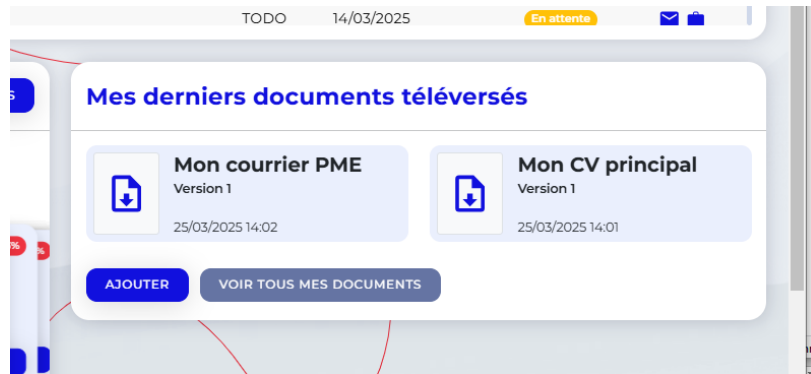 TODO 14/03/2025 En attente
S
Mes derniers documents téléversés
Mon courrier PME
Version 1
25/03/2025 14:02
Mon CV principal
Version 1
25/03/2025 14:01
%
%
AJOUTER
VOIR TOUS MES DOCUMENTS